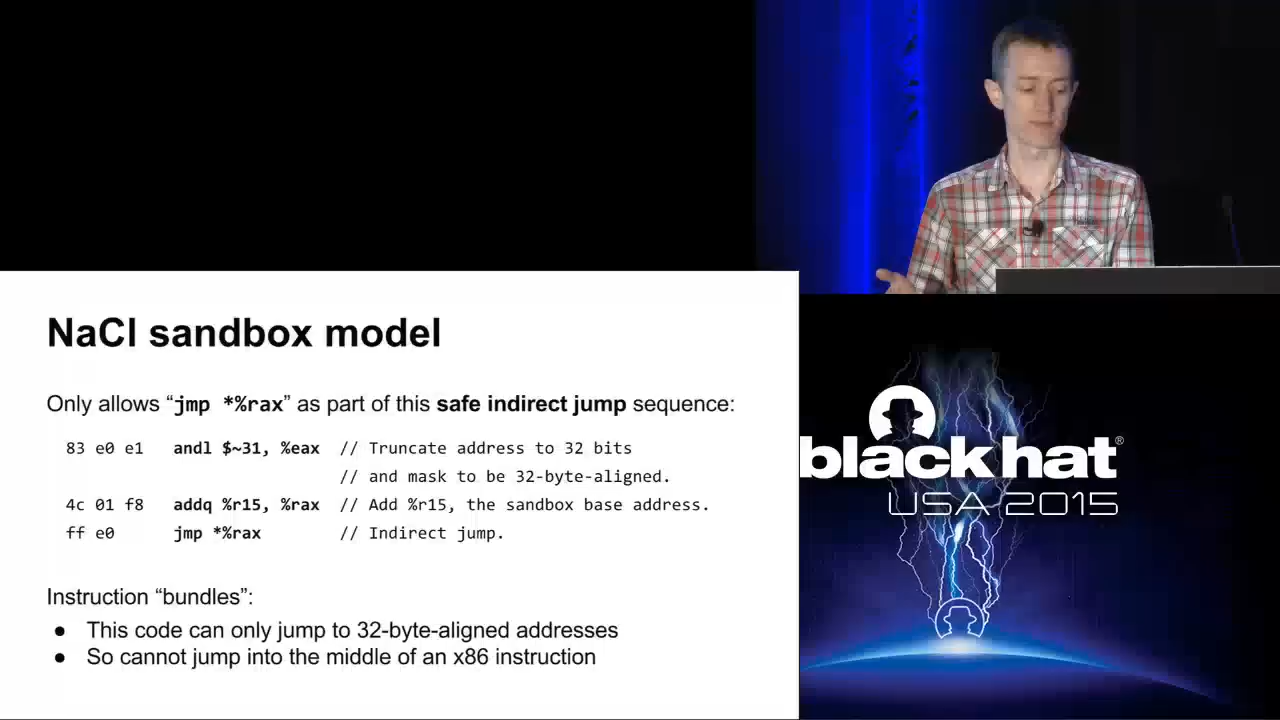 NaCl sandbox model
Only allows “jmp *%rax” as part of this safe indirect jump sequence:
83 e0 e1 andl $~31, %eax // Truncate address to 32 bits
// and mask to be 32-byte-aligned.
4c 01 f8 addq %r15, %rax // Add %r15, the sandbox base address.
ff e0 jmp *%rax // Indirect jump.
Instruction “bundles”:
● This code can only jump to 32-byte-aligned addresses
● So cannot jump into the middle of an x86 instruction
black hat®
USA 2015